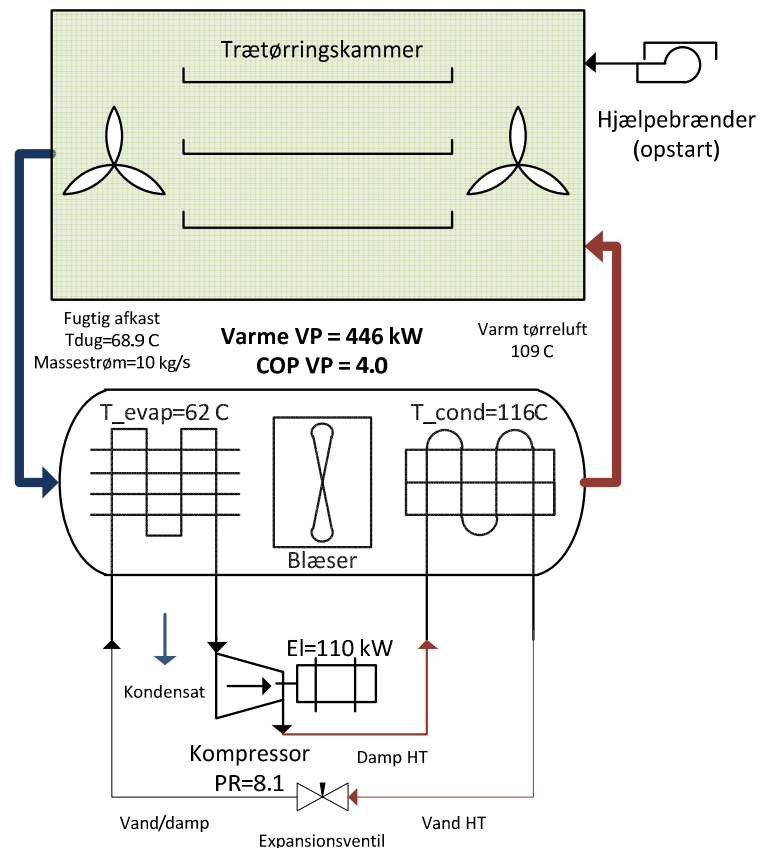 Trætørringskammer
Hjælpebrænder
(opstart)
Fugtig afkast
Tdug=68.9 C
Massestrøm=10 kg/s
Varme VP = 446 kW
COP VP = 4.0
Varm tørreluft
109 C
T_evap=62 C
T_cond=116C
Blæser
El=110 kW
Kondensat
Kompressor
PR=8.1
Damp HT
Vand/damp
Vand HT
Expansionsventil